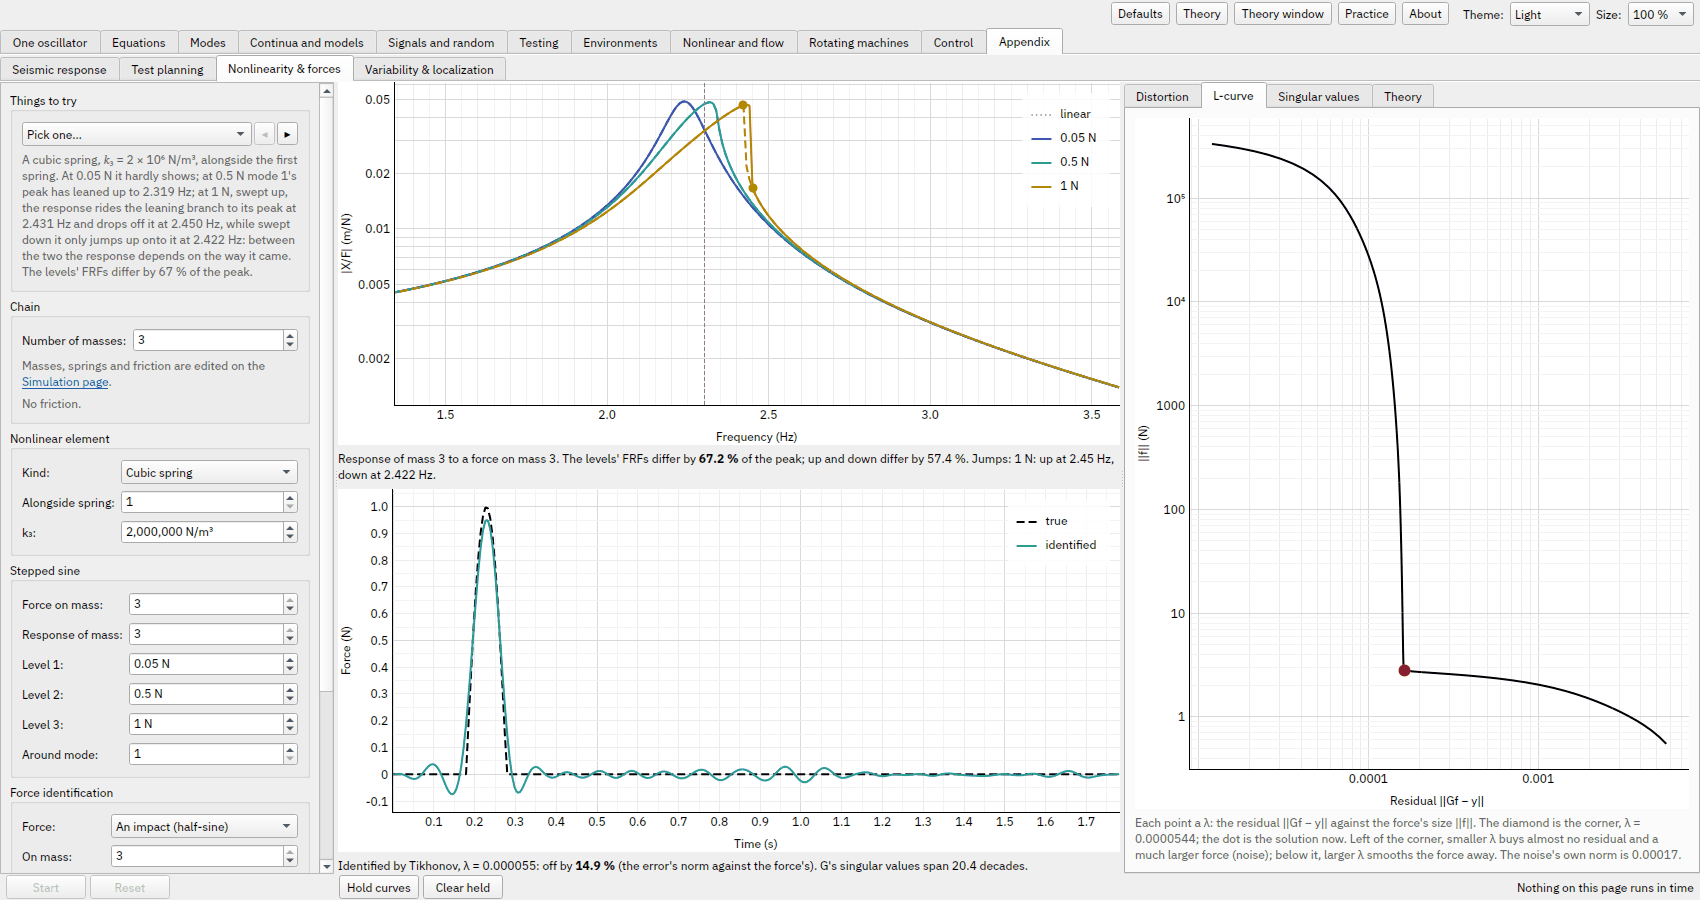 Defaults Theory Theory window Practice About Theme: Light Size: 100 %
One oscillator Equations Modes Continua and models Signals and random Testing Environments Nonlinear and flow Rotating machines Control Appendix
Seismic response Test planning Nonlinearity & forces Variability & localization
Things to try
Pick one...
A cubic spring, k₃ = 2 × 10⁶ N/m³, alongside the first
spring. At 0.05 N it hardly shows; at 0.5 N mode 1's
peak has leaned up to 2.319 Hz; at 1 N, swept up,
the response rides the leaning branch to its peak at
2.431 Hz and drops off it at 2.450 Hz, while swept
down it only jumps up onto it at 2.422 Hz: between
the two the response depends on the way it came.
The levels' FRFs differ by 67 % of the peak.
Chain
Number of masses: 3
Masses, springs and friction are edited on the
Simulation page.
No friction.
Nonlinear element
Kind: Cubic spring
Alongside spring: 1
k₃: 2,000,000 N/m³
Stepped sine
Force on mass: 3
Response of mass: 3
Level 1: 0.05 N
Level 2: 0.5 N
Level 3: 1 N
Around mode: 1
Force identification
Force: An impact (half-sine)
On mass: 3
Start Reset
0.05
0.02
0.01
0.005
0.002
|X/F| (m/N)
linear
0.05 N
0.5 N
1 N
1.5 2.0 2.5 3.0 3.5
Frequency (Hz)
Response of mass 3 to a force on mass 3. The levels' FRFs differ by 67.2 % of the peak; up and down differ by 57.4 %. Jumps: 1 N: up at 2.45 Hz,
down at 2.422 Hz.
1.0
0.9
0.8
0.7
0.6
0.5
0.4
0.3
0.2
0.1
0
-0.1
Force (N)
true
identified
0.1 0.2 0.3 0.4 0.5 0.6 0.7 0.8 0.9 1.0 1.1 1.2 1.3 1.4 1.5 1.6 1.7
Time (s)
Identified by Tikhonov, λ = 0.000055: off by 14.9 % (the error's norm against the force's). G's singular values span 20.4 decades.
Hold curves Clear held
Distortion L-curve Singular values Theory
10⁵
10⁴
1000
100
10
1
||f|| (N)
0.0001 0.001
Residual ||Gf − y||
Each point a λ: the residual ||Gf − y|| against the force's size ||f||. The diamond is the corner, λ =
0.0000544; the dot is the solution now. Left of the corner, smaller λ buys almost no residual and a
much larger force (noise); below it, larger λ smooths the force away. The noise's own norm is 0.00017.
Nothing on this page runs in time